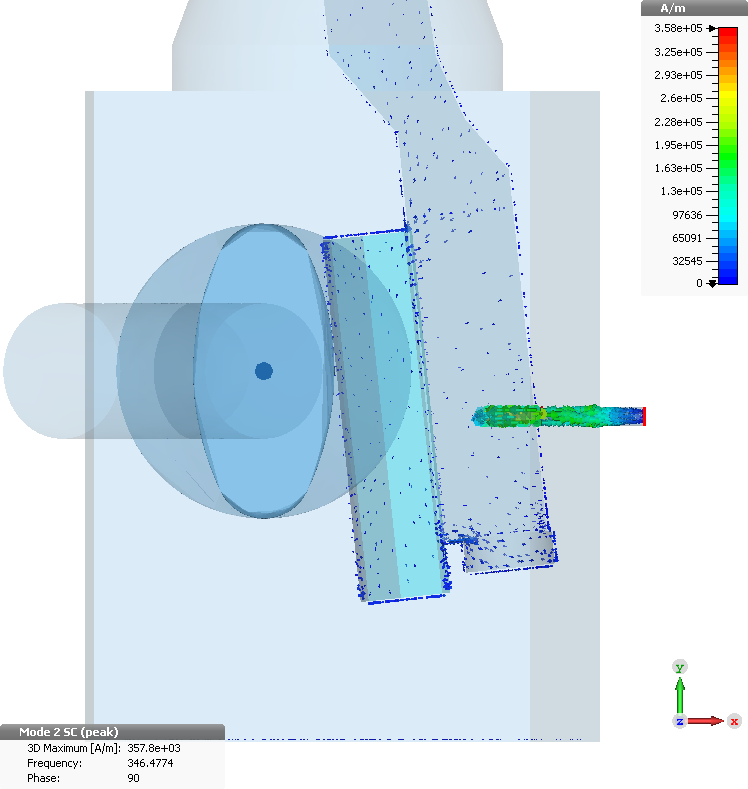 A/m
3.58e+05
3.25e+05
2.93e+05
2.6e+05
2.28e+05
1.95e+05
1.63e+05
1.3e+05
97636
65091
32545
0
y
z
x
Mode 2 SC (peak)
3D Maximum [A/m]: 357.8e+03
Frequency: 346.4774
Phase: 90